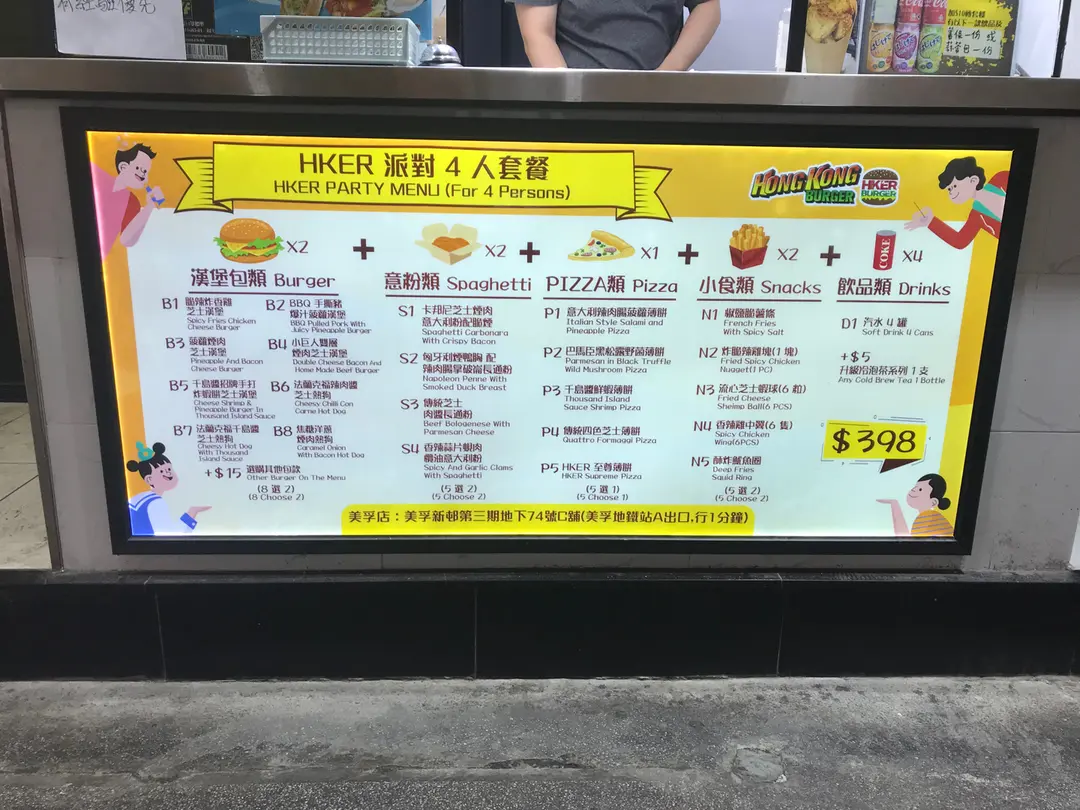 HKER 派對 4 人套餐
HKER PARTY MENU (For 4 Persons)
HONG KONG
BURGER
HKER
BURGER
X2
+
X2
+
X1
+
X2
+
COKE
X4
漢堡包類 Burger
B1 脆辣炸香雞
芝士漢堡
Spicy Fries Chicken
Cheese Burger
B2 BBQ 手撕豬
爆汁菠蘿漢堡
BBQ Pulled Pork With
Juicy Pineapple Burger
B3 菠蘿煙肉
芝士漢堡
Pineapple And Bacon
Cheese Burger
B4 小巨人雙層
煙肉芝士漢堡
Double Cheese Bacon And
Home Made Beef Burger
B5 千島醬招牌手打
炸蝦餅芝士漢堡
Cheese Shrimp &
Pineapple Burger In
Thousand Island Sauce
B6 法蘭克福辣肉醬
芝士熱狗
Cheesy Chilli Con
Carne Hot Dog
B7 法蘭克福千島醬
芝士熱狗
Cheesy Hot Dog
With Thousand
Island Sauce
B8 焦糖洋蔥
煙肉熱狗
Caramel Onion
With Bacon Hot Dog
+$15 選購其他包款
Other Burger On The Menu
(8 選 2)
(8 Choose 2)
意粉類 Spaghetti
S1 卡邦尼芝士煙肉
意大利粉配脆煙
Spaghetti Carbonara
With Crispy Bacon
S2 匈牙利煙鴨胸 配
辣肉腸拿破崙長通粉
Napoleon Penne With
Smoked Duck Breast
S3 傳統芝士
肉醬長通粉
Beef Bologenese With
Parmesan Cheese
S4 香辣蒜片蜆肉
欖油意大利粉
Spicy And Garlic Clams
With Spaghetti
(5 選 2)
(5 Choose 2)
PIZZA類 Pizza
P1 意大利辣肉腸菠蘿薄餅
Italian Style Salami and
Pineapple Pizza
P2 巴馬臣黑松露野菌薄餅
Parmesan in Black Truffle
Wild Mushroom Pizza
P3 千島醬鮮蝦薄餅
Thousand Island
Sauce Shrimp Pizza
P4 傳統四色芝士薄餅
Quattro Formaggi Pizza
P5 HKER 至尊薄餅
HKER Supreme Pizza
(5 選 1)
(5 Choose 1)
小食類 Snacks
N1 椒鹽脆薯條
French Fries
With Spicy Salt
N2 炸脆辣雞塊(1 塊)
Fried Spicy Chicken
Nugget(1 PC)
N3 流心芝士蝦球(6 粒)
Fried Cheese
Sheimp Ball(6 PCS)
N4 香辣雞中翼(6 隻)
Spicy Chicken
Wing(6PCS)
N5 酥炸魷魚圈
Deep Fries
Squid Ring
(5 選 2)
(5 Choose 2)
飲品類 Drinks
D1 汽水 4 罐
Soft Drink 4 Cans
+$5
升級冷泡茶系列 1 支
Any Cold Brew Tea 1 Bottle
$398
美孚店：美孚新邨第三期地下74號C舖(美孚地鐵站A出口,行1分鐘)